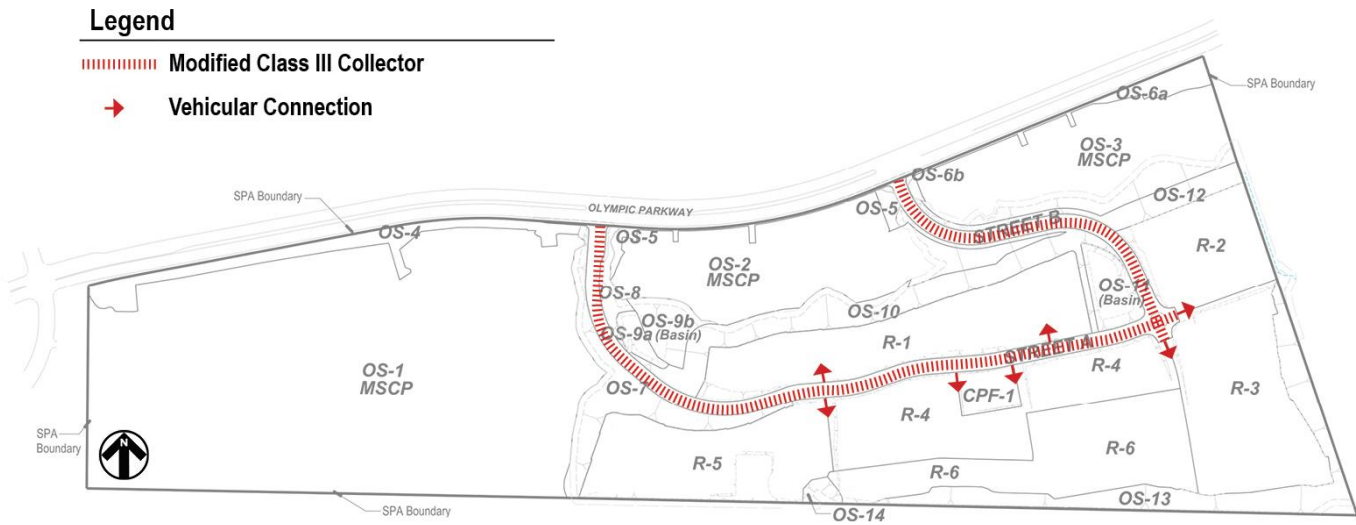 Legend
Modified Class III Collector
Vehicular Connection
SPA Boundary
OS-6a
OS-3
MSCP
SPA Boundary
OS-6b
OLYMPIC PARKWAY
OS-5
OS-12
OS-4
OS-5
STREET B
R-2
OS-2
MSCP
OS-8
OS-11
(Basin)
OS-10
OS-9b
(Basin)
OS-9a
R-1
STREET A
OS-1
MSCP
R-4
OS-7
CPF-1
R-3
R-4
SPA
Boundary
N
R-5
R-6
R-6
OS-13
SPA Boundary
OS-14